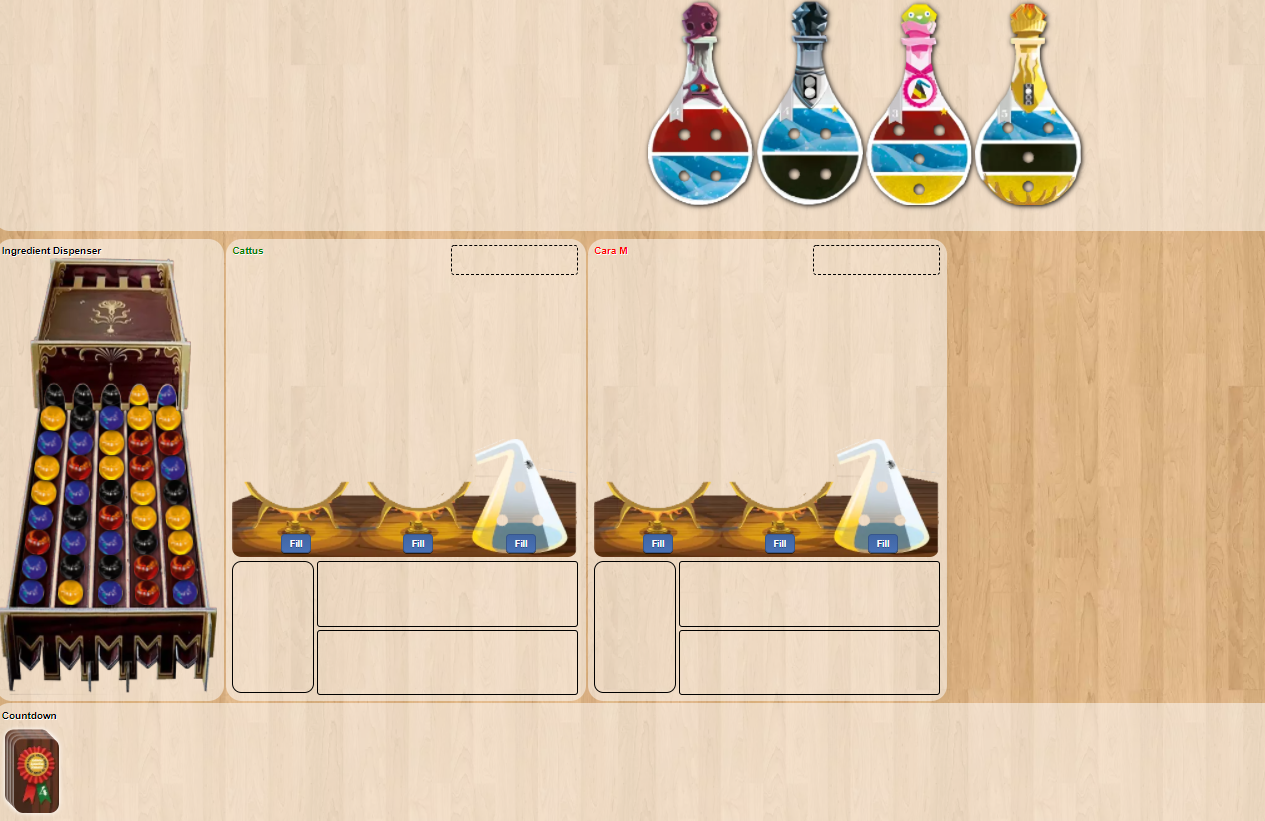 Ingredient Dispenser
Cattus
Cara M
Fill
Fill
Fill
Fill
Fill
Fill
Countdown